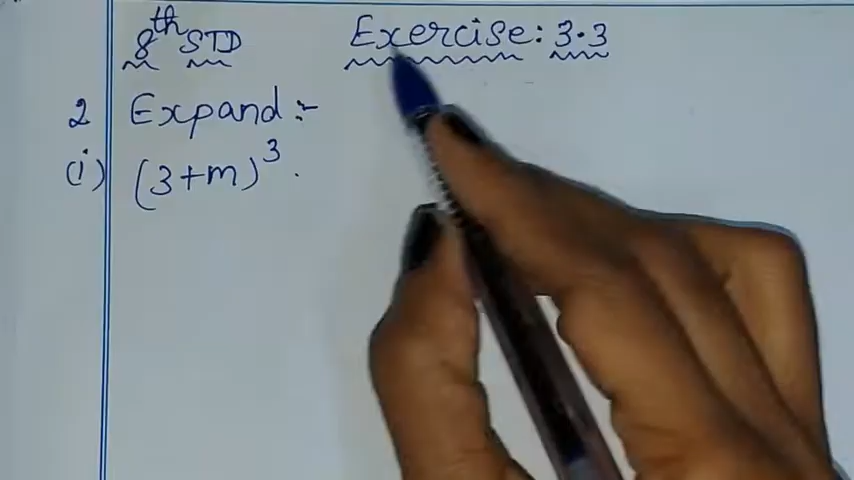 8th STD Exercise: 3.3
2 Expand :-
(i) (3+m)^3.